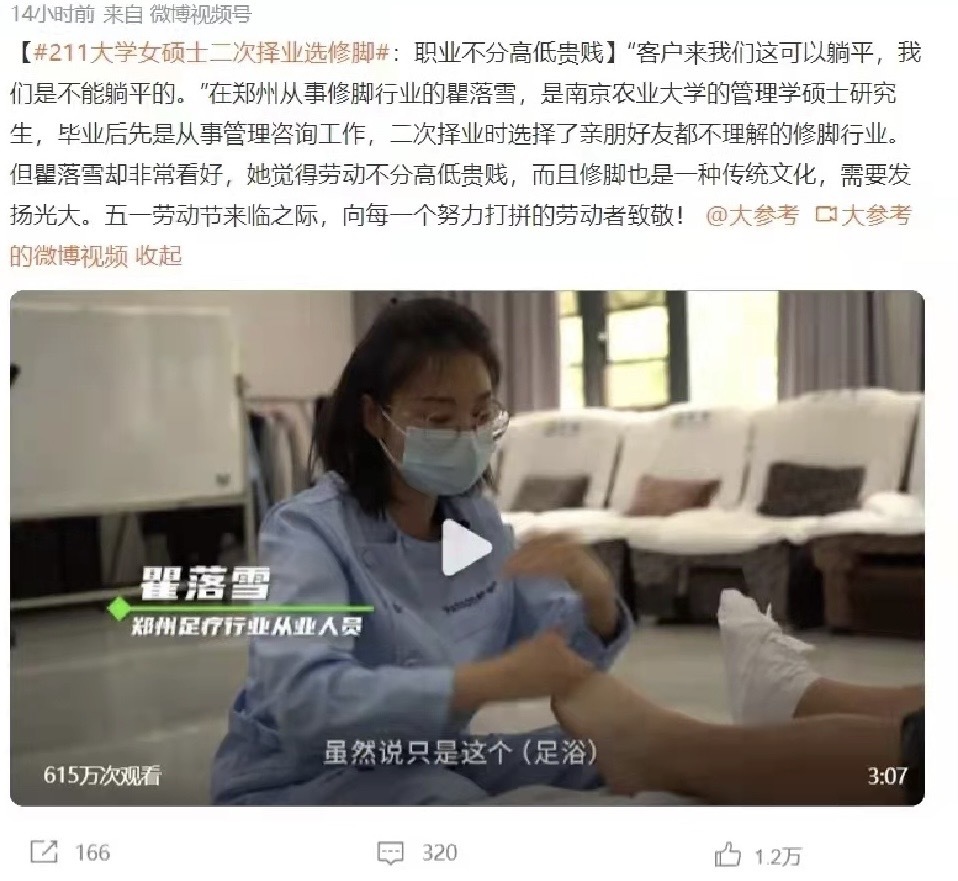 14小时前 来自 微博视频号
【#211大学女硕士二次择业选修脚#：职业不分高低贵贱】“客户来我们这可以躺平，我
们是不能躺平的。”在郑州从事修脚行业的瞿落雪，是南京农业大学的管理学硕士研究
生，毕业后先是从事管理咨询工作，二次择业时选择了亲朋好友都不理解的修脚行业。
但瞿落雪却非常看好，她觉得劳动不分高低贵贱，而且修脚也是一种传统文化，需要发
扬光大。五一劳动节来临之际，向每一个努力打拼的劳动者致敬！ @大参考 大参考
的微博视频 收起
瞿落雪
郑州足疗行业从业人员
虽然说只是这个（足浴）
615万次观看
3:07
166
320
1.2万